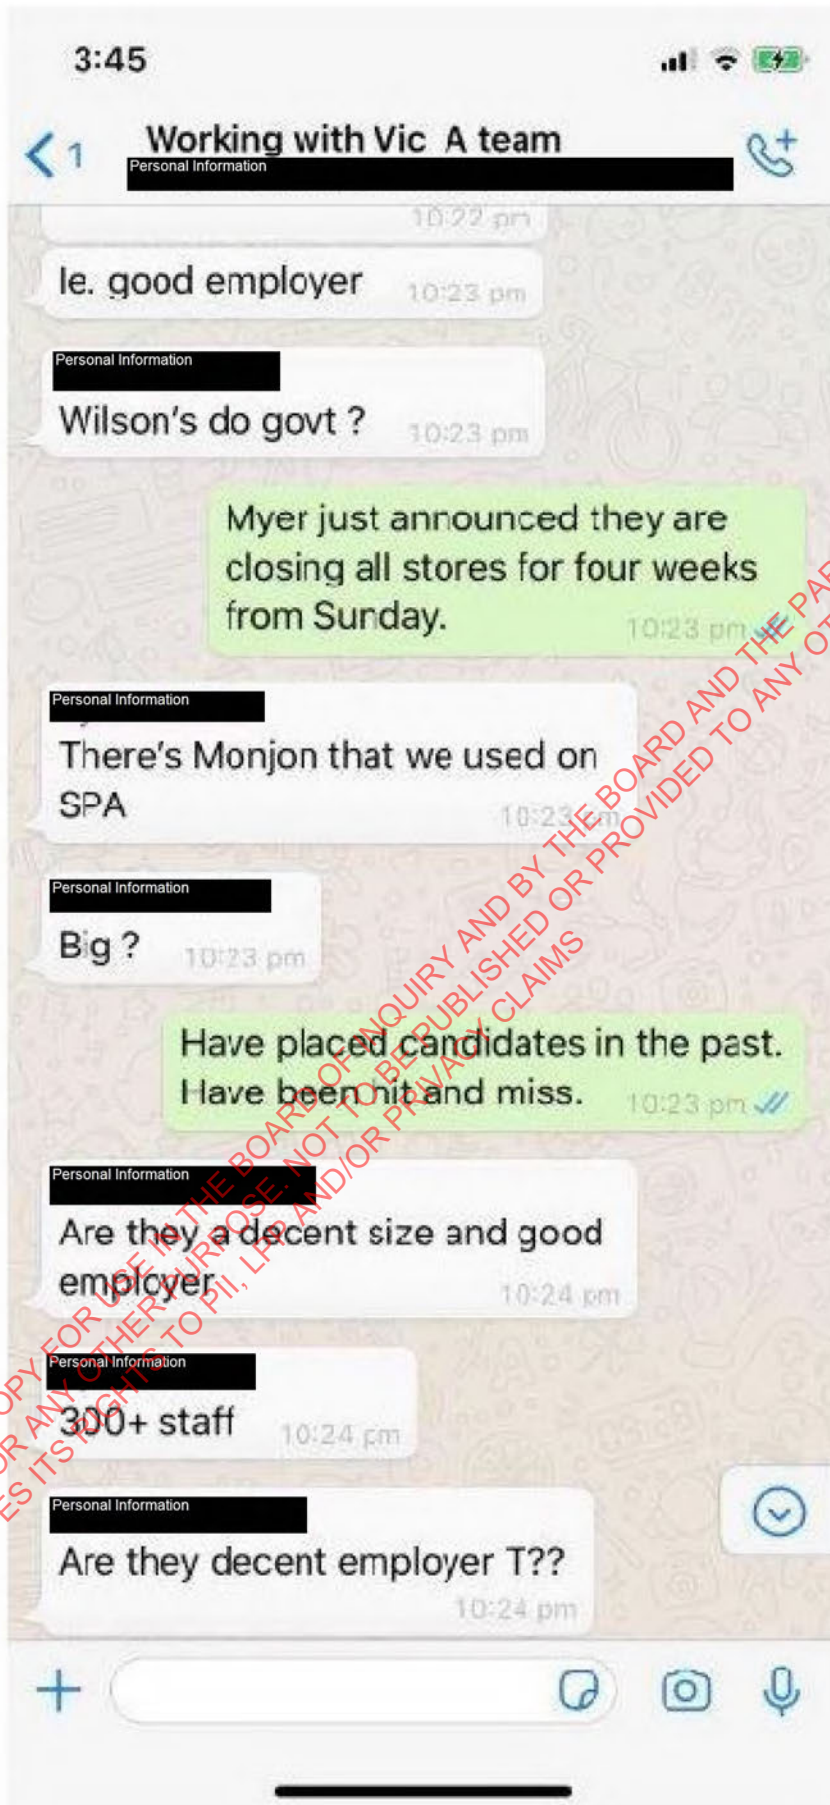 3:45
1
Working with Vic A team
Personal Information
10:22 pm
Ie. good employer 10:23 pm
Personal Information
Wilson's do govt ? 10:23 pm
Myer just announced they are
closing all stores for four weeks
from Sunday. 10:23 pm
Personal Information
There's Monjon that we used on
SPA 10:23 pm
Personal Information
Big ? 10:23 pm
Have placed candidates in the past.
Have been hit and miss. 10:23 pm
Personal Information
Are they a decent size and good
employer 10:24 pm
Personal Information
300+ staff 10:24 pm
Personal Information
Are they decent employer T??
10:24 pm
COPY FOR USE IN THE BOARD OF INQUIRY AND BY THE BOARD AND THE PAR
OR ANY OTHER PURPOSE. NOT TO BE PUBLISHED OR PROVIDED TO ANY OT
ES ITS RIGHTS TO PII, LPP AND/OR PRIVACY CLAIMS